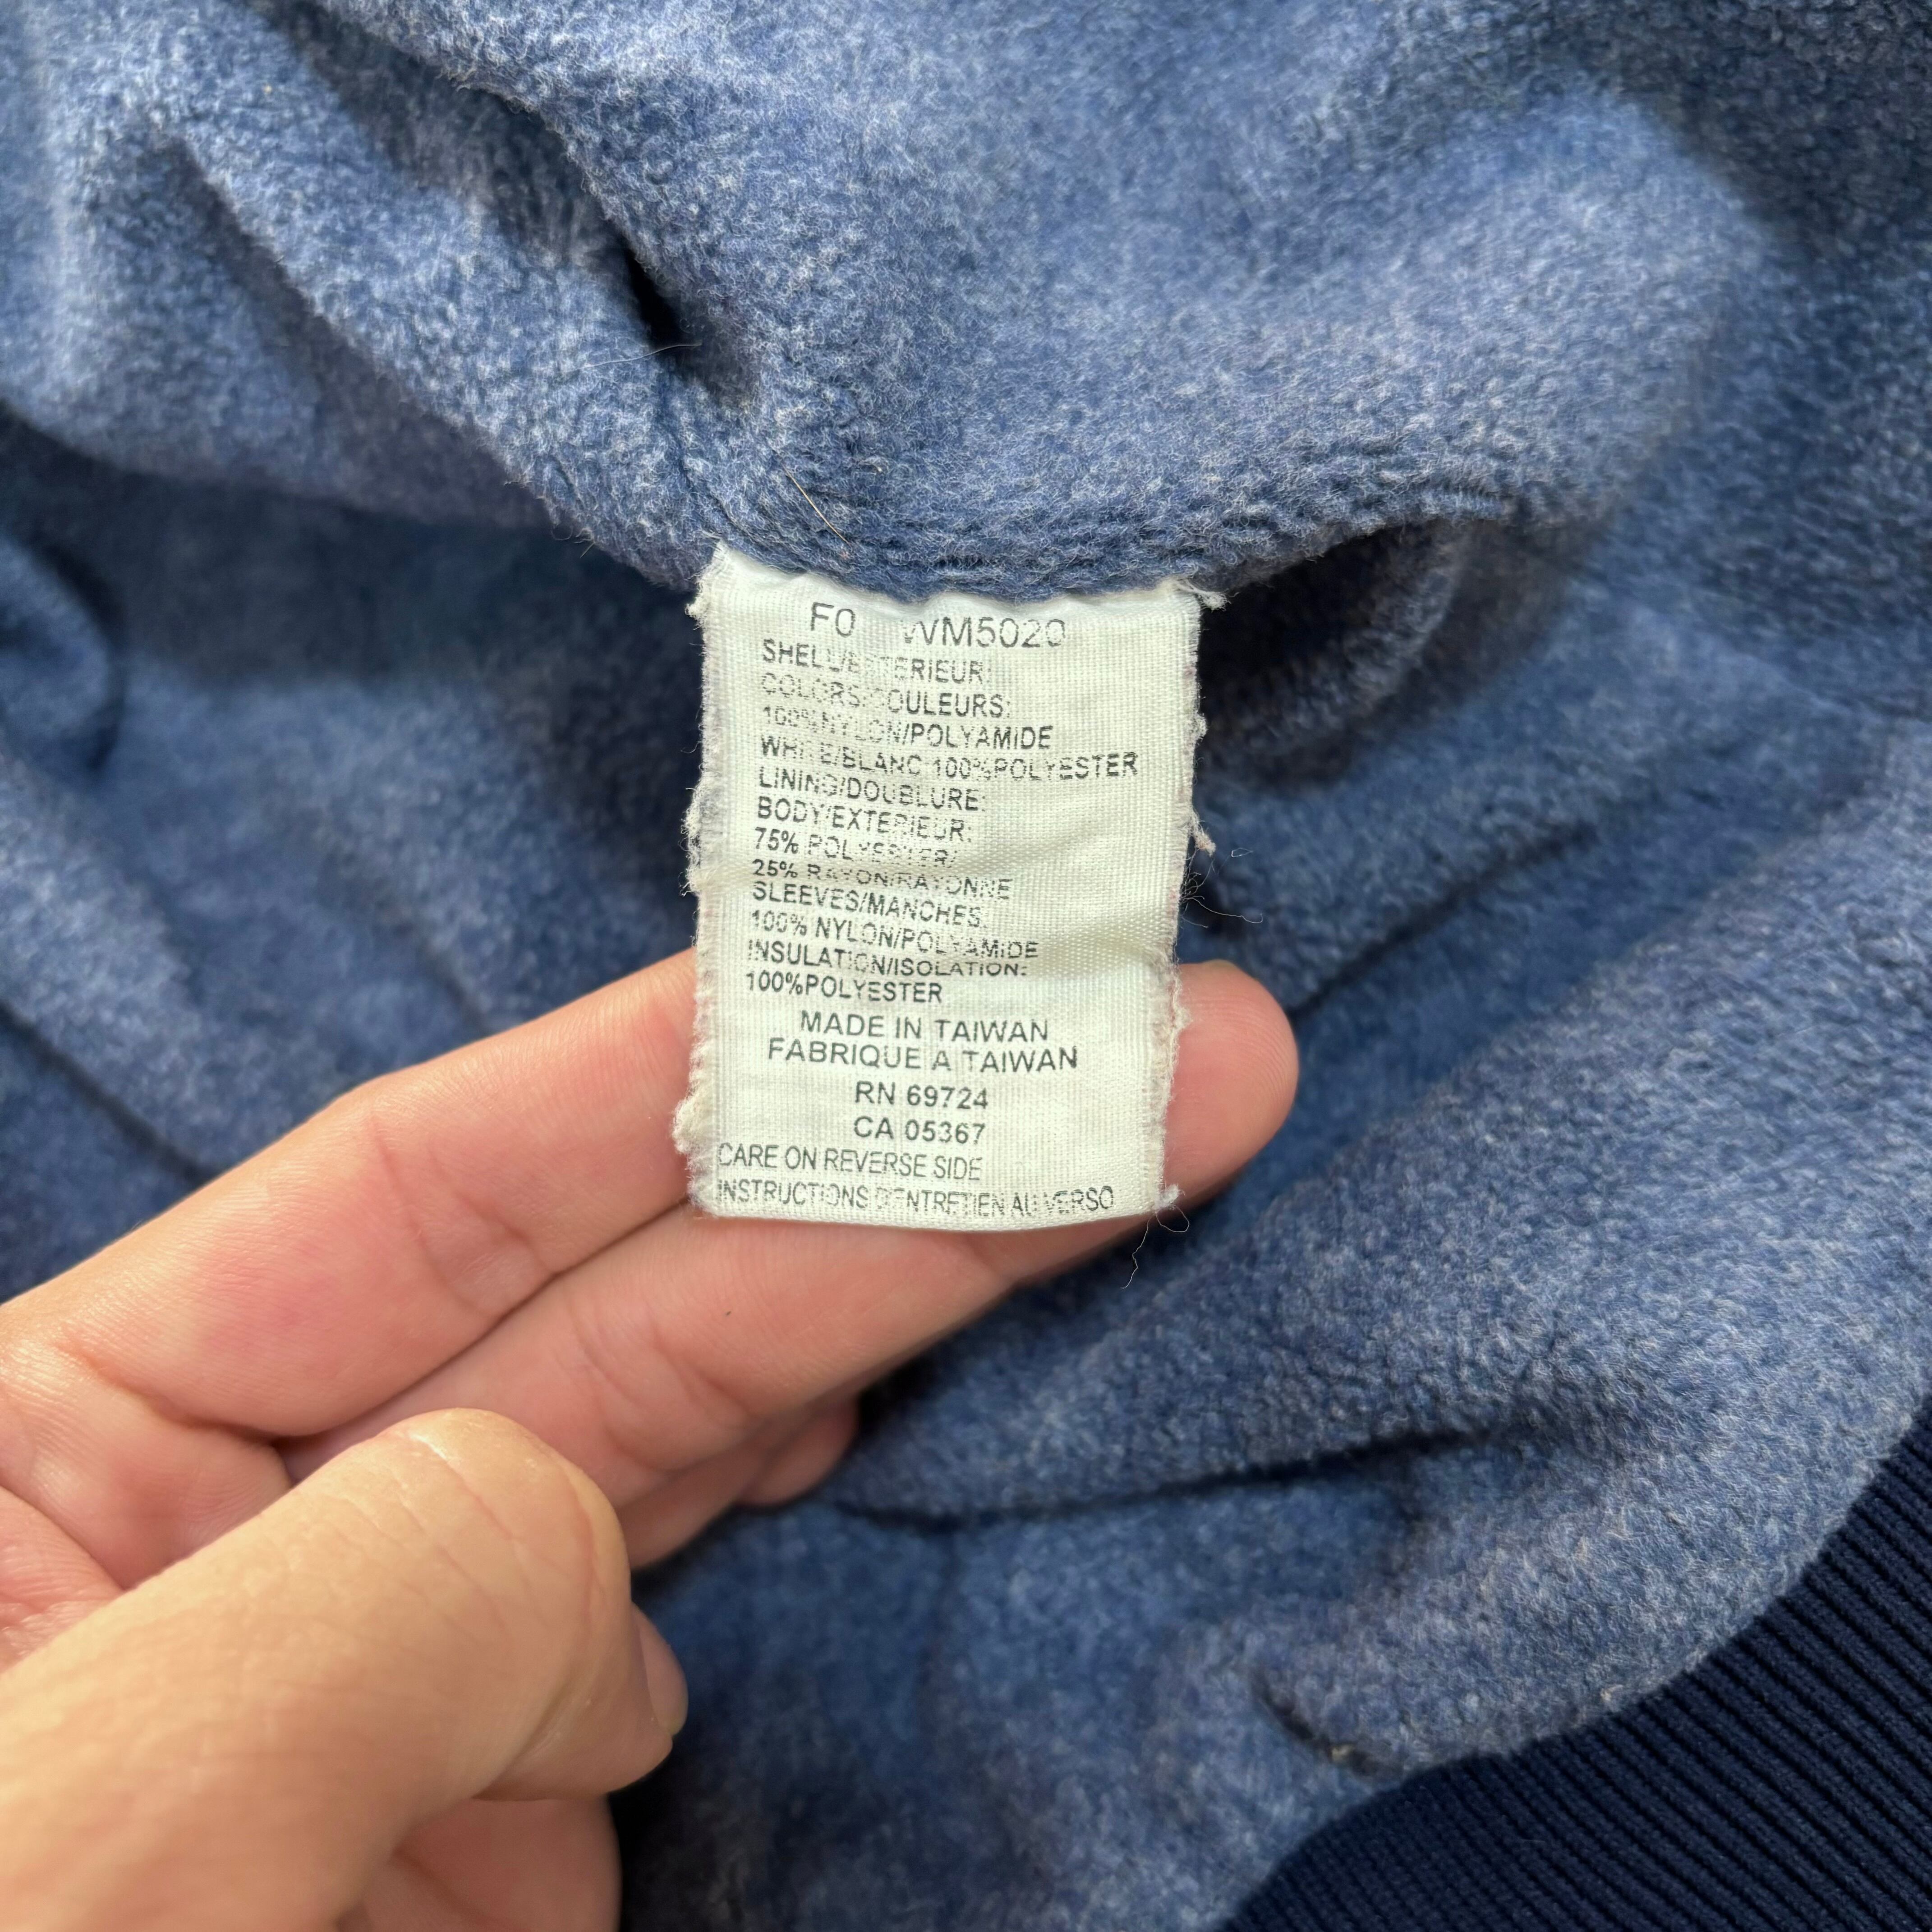 F0 WM5020
SHELL/EXTERIEUR:
COLORS/COULEURS:
100%NYLON/POLYAMIDE
WHITE/BLANC 100%POLYESTER
LINING/DOUBLURE:
BODY/EXTERIEUR:
75% POLYESTER/
25% RAYON/RAYONNE
SLEEVES/MANCHES:
100% NYLON/POLYAMIDE
INSULATION/ISOLATION:
100%POLYESTER
MADE IN TAIWAN
FABRIQUE A TAIWAN
RN 69724
CA 05367
CARE ON REVERSE SIDE
INSTRUCTIONS D'ENTRETIEN AU VERSO